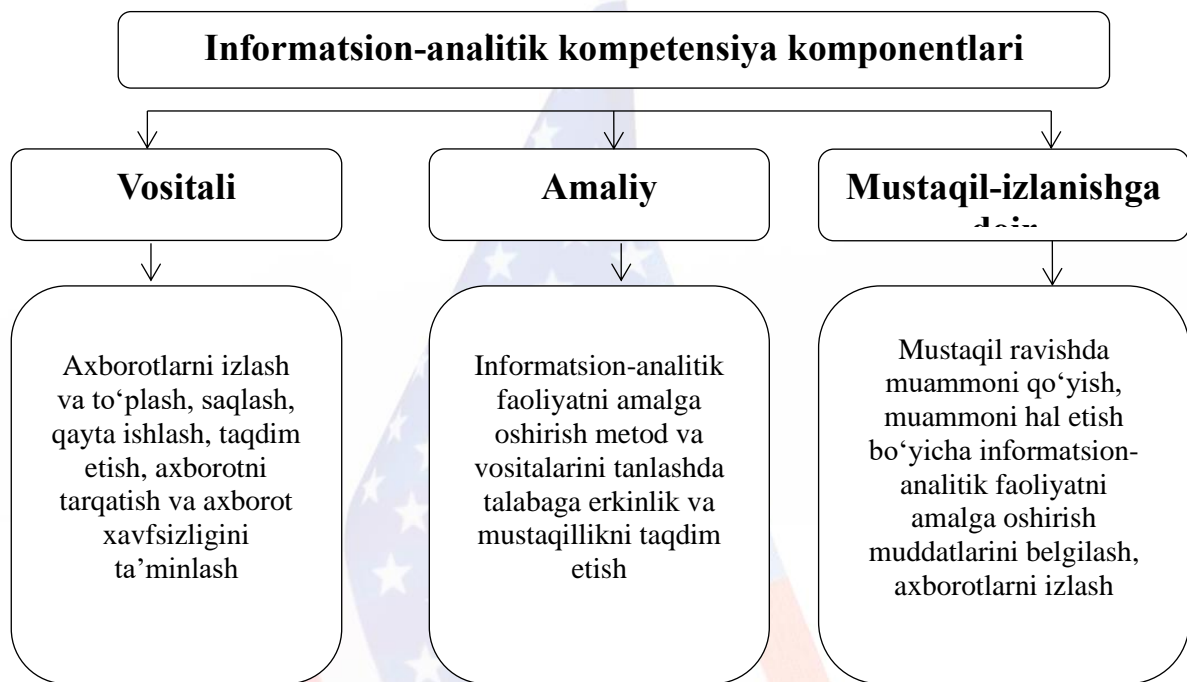 Informatsion-analitik kompetensiya komponentlari
Vositali
Amaliy
Mustaqil-izlanishga
doir
Axborotlarni izlash
va to‘plash, saqlash,
qayta ishlash, taqdim
etish, axborotni
tarqatish va axborot
xavfsizligini
ta’minlash
Informatsion-analitik
faoliyatni amalga
oshirish metod va
vositalarini tanlashda
talabaga erkinlik va
mustaqillikni taqdim
etish
Mustaqil ravishda
muammoni qo‘yish,
muammoni hal etish
bo‘yicha informatsion-
analitik faoliyatni
amalga oshirish
muddatlarini belgilash,
axborotlarni izlash